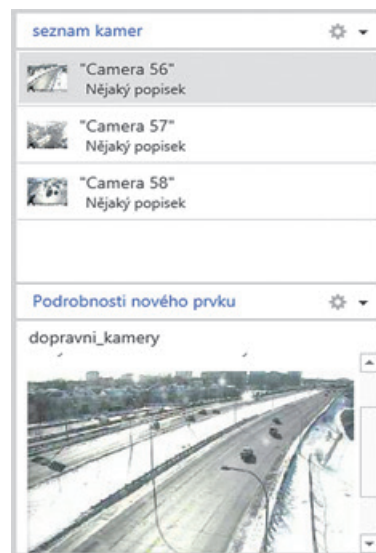 seznam kamer
"Camera 56"
Nějaký popisek
"Camera 57"
Nějaký popisek
"Camera 58"
Nějaký popisek
Podrobnosti nového prvku
dopravni_kamery